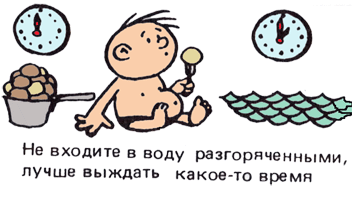 Не входите в воду разгоряченными,
лучше выждать какое-то время